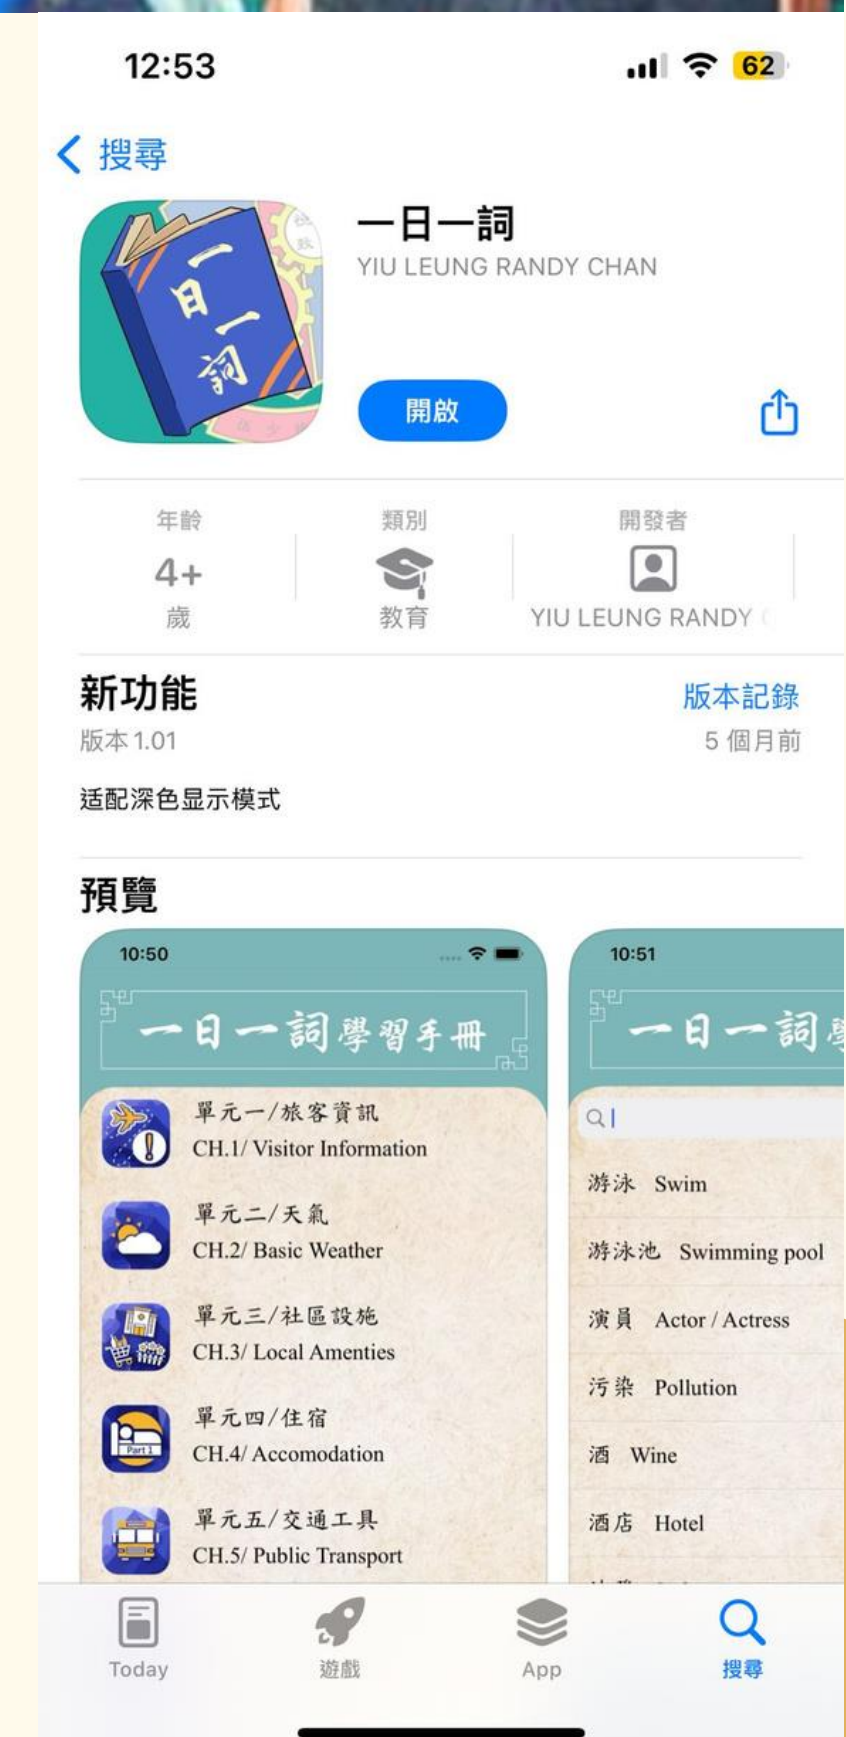 12:53
62
搜尋
一日一詞
一日一詞
YIU LEUNG RANDY CHAN
開啟
年齡
類別
開發者
4+
歲
教育
YIU LEUNG RANDY
新功能
版本記錄
版本 1.01
5 個月前
适配深色显示模式
預覽
10:50
一日一詞學習手冊
單元一/旅客資訊
CH.1/ Visitor Information
單元二/天氣
CH.2/ Basic Weather
單元三/社區設施
CH.3/ Local Amenties
Part 1
單元四/住宿
CH.4/ Accomodation
單元五/交通工具
CH.5/ Public Transport
10:51
一日一詞
游泳 Swim
游泳池 Swimming pool
演員 Actor / Actress
污染 Pollution
酒 Wine
酒店 Hotel
Today
遊戲
App
搜尋